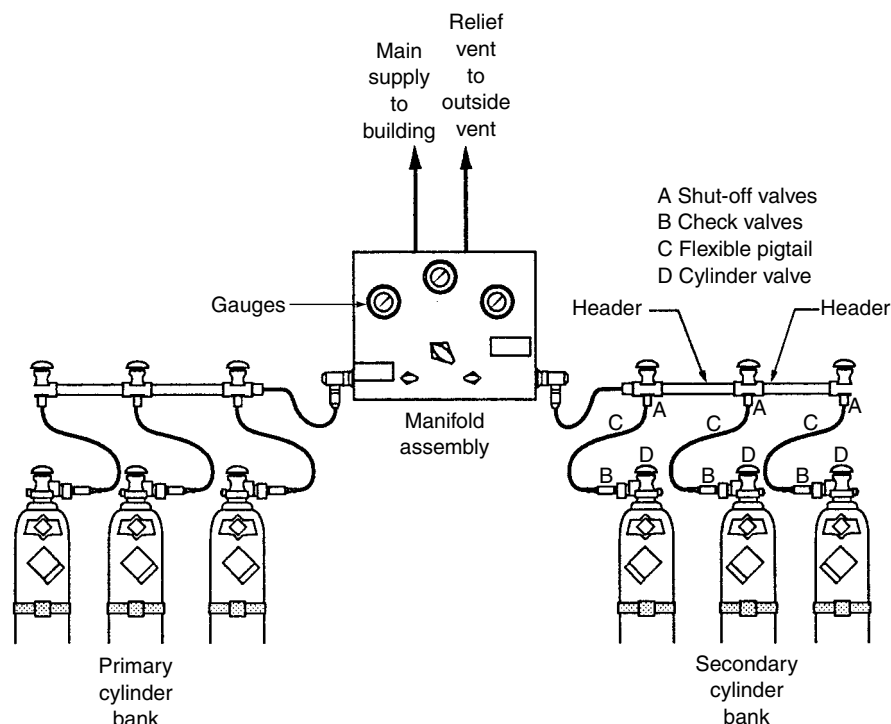 Main
supply
to
building
Relief
vent
to
outside
vent
A Shut-off valves
B Check valves
C Flexible pigtail
D Cylinder valve
Gauges
Header
Header
Manifold
assembly
A
A
A
C
C
C
D
D
D
B
B
B
Primary
cylinder
bank
Secondary
cylinder
bank